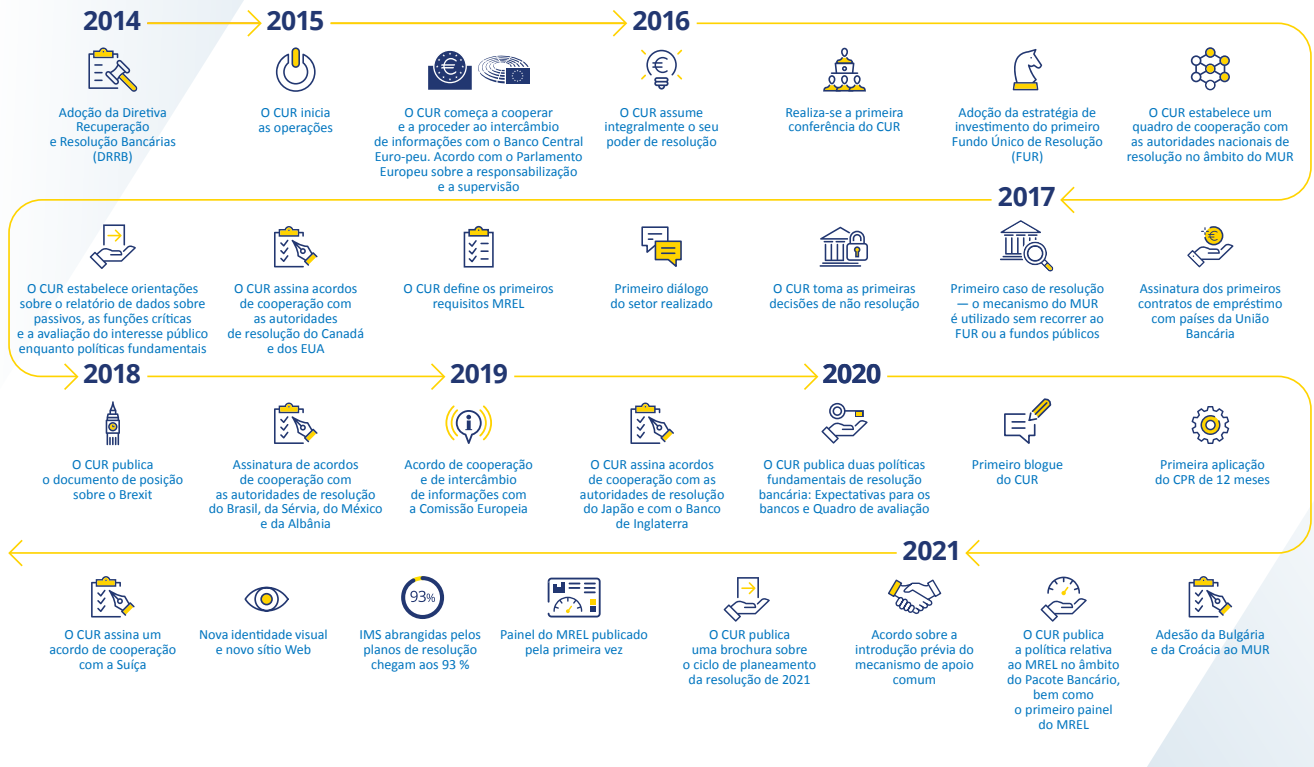 2014
2015
2016
Adoção da Diretiva
Recuperação
e Resolução Bancárias
(DRRB)
O CUR inicia
as operações
O CUR começa a cooperar
e a proceder ao intercâmbio
de informações com o Banco Central
Euro-peu. Acordo com o Parlamento
Europeu sobre a responsabilização
e a supervisão
O CUR assume
integralmente o seu
poder de resolução
Realiza-se a primeira
conferência do CUR
Adoção da estratégia de
investimento do primeiro
Fundo Único de Resolução
(FUR)
O CUR estabelece um
quadro de cooperação com
as autoridades nacionais de
resolução no âmbito do MUR
2017
O CUR estabelece orientações
sobre o relatório de dados sobre
passivos, as funções críticas
e a avaliação do interesse público
enquanto políticas fundamentais
O CUR assina acordos
de cooperação com
as autoridades
de resolução do Canadá
e dos EUA
O CUR define os primeiros
requisitos MREL
Primeiro diálogo
do setor realizado
O CUR toma as primeiras
decisões de não resolução
Primeiro caso de resolução
— o mecanismo do MUR
é utilizado sem recorrer ao
FUR ou a fundos públicos
Assinatura dos primeiros
contratos de empréstimo
com países da União
Bancária
2018
2019
2020
O CUR publica
o documento de posição
sobre o Brexit
Assinatura de acordos
de cooperação com
as autoridades de resolução
do Brasil, da Sérvia, do México
e da Albânia
Acordo de cooperação
e de intercâmbio
de informações com
a Comissão Europeia
O CUR assina acordos
de cooperação com as
autoridades de resolução
do Japão e com o Banco
de Inglaterra
O CUR publica duas políticas
fundamentais de resolução
bancária: Expectativas para os
bancos e Quadro de avaliação
Primeiro blogue
do CUR
Primeira aplicação
do CPR de 12 meses
2021
O CUR assina um
acordo de cooperação
com a Suíça
Nova identidade visual
e novo sítio Web
93%
IMS abrangidas pelos
planos de resolução
chegam aos 93 %
Painel do MREL publicado
pela primeira vez
O CUR publica
uma brochura sobre
o ciclo de planeamento
da resolução de 2021
Acordo sobre a
introdução prévia do
mecanismo de apoio
comum
O CUR publica
a política relativa
ao MREL no âmbito
do Pacote Bancário,
bem como
o primeiro painel
do MREL
Adesão da Bulgária
e da Croácia ao MUR